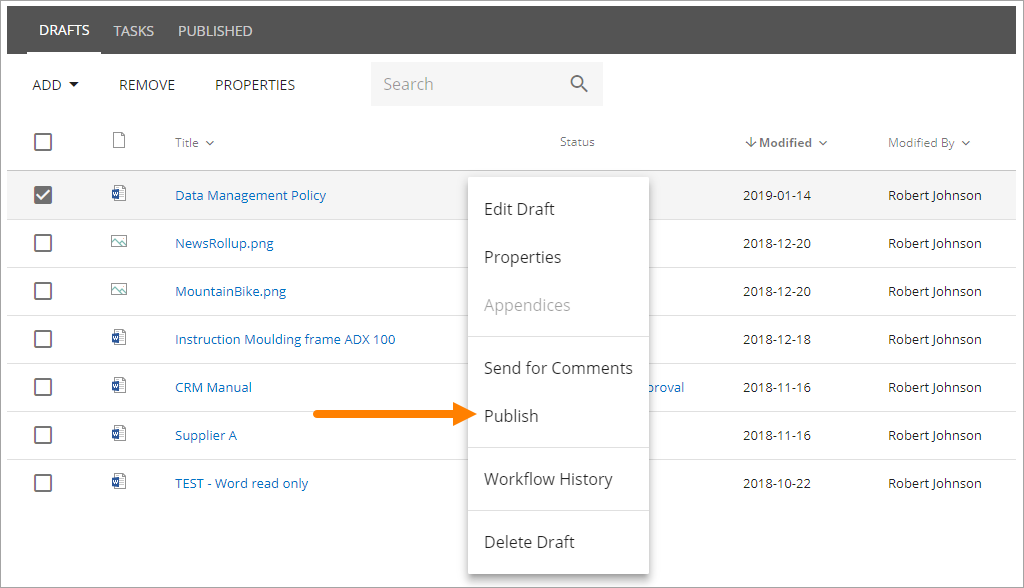 DRAFTS TASKS PUBLISHED
ADD REMOVE PROPERTIES Search
Title Status Modified Modified By
Data Management Policy 2019-01-14 Robert Johnson
Edit Draft
NewsRollup.png 2018-12-20 Robert Johnson
Properties
MountainBike.png 2018-12-20 Robert Johnson
Appendices
Instruction Moulding frame ADX 100 2018-12-18 Robert Johnson
Send for Comments
CRM Manual proval 2018-11-16 Robert Johnson
Publish
Supplier A 2018-11-16 Robert Johnson
Workflow History
TEST - Word read only 2018-10-22 Robert Johnson
Delete Draft